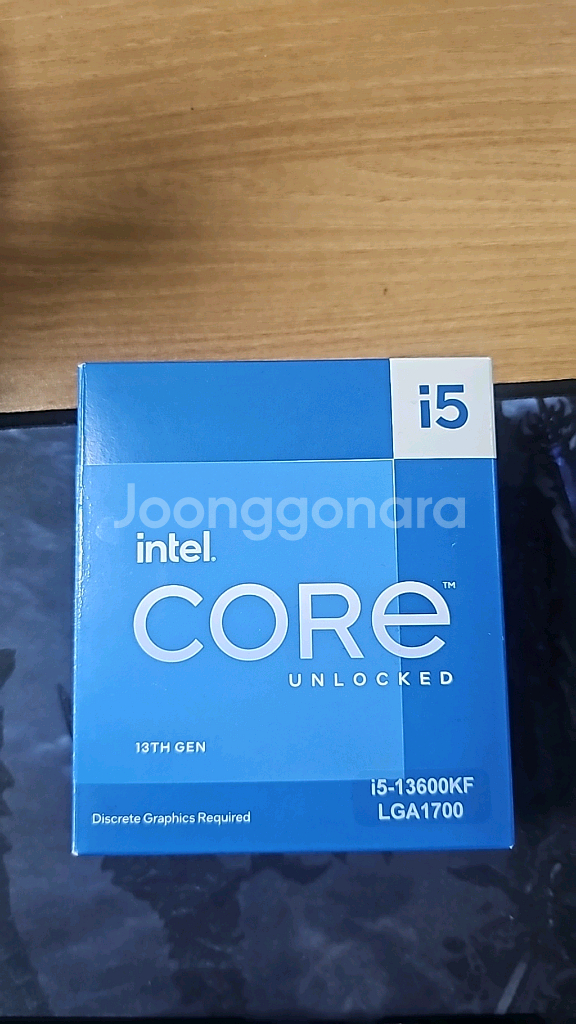 i5
Joonggonara
intel.
CORE™
UNLOCKED
13TH GEN
i5-13600KF
LGA1700
Discrete Graphics Required